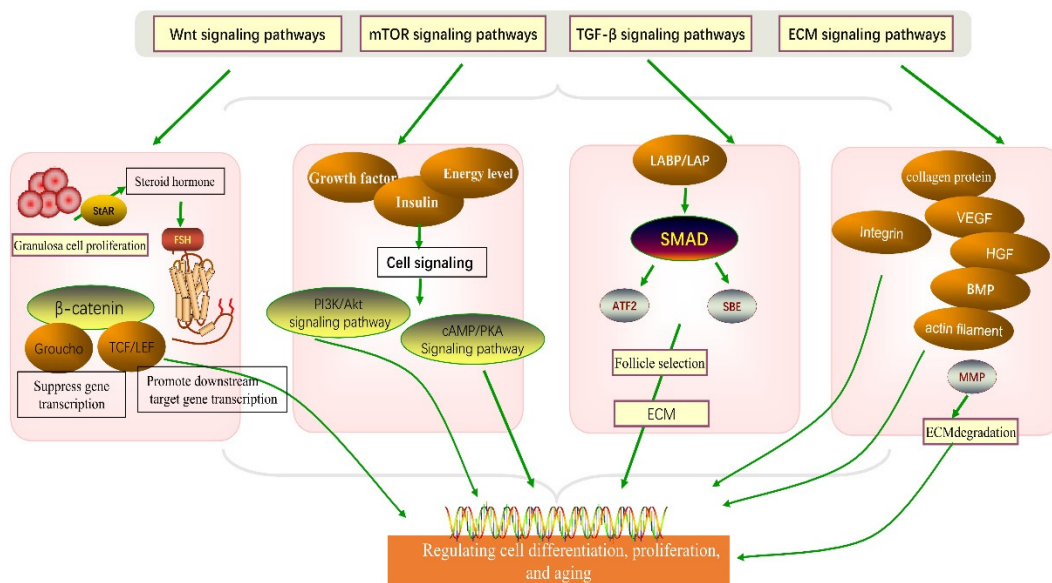 Wnt signaling pathways
mTOR signaling pathways
TGF-β signaling pathways
ECM signaling pathways
StAR
Steroid hormone
Granulosa cell proliferation
FSH
β-catenin
Groucho
TCF/LEF
Suppress gene
transcription
Promote downstream
target gene transcription
Growth factor
Energy level
Insulin
Cell signaling
PI3K/Akt
signaling pathway
cAMP/PKA
Signaling pathway
LABP/LAP
SMAD
ATF2
SBE
Follicle selection
ECM
collagen protein
Integrin
VEGF
HGF
BMP
actin filament
MMP
ECMdegradation
Regulating cell differentiation, proliferation,
and aging